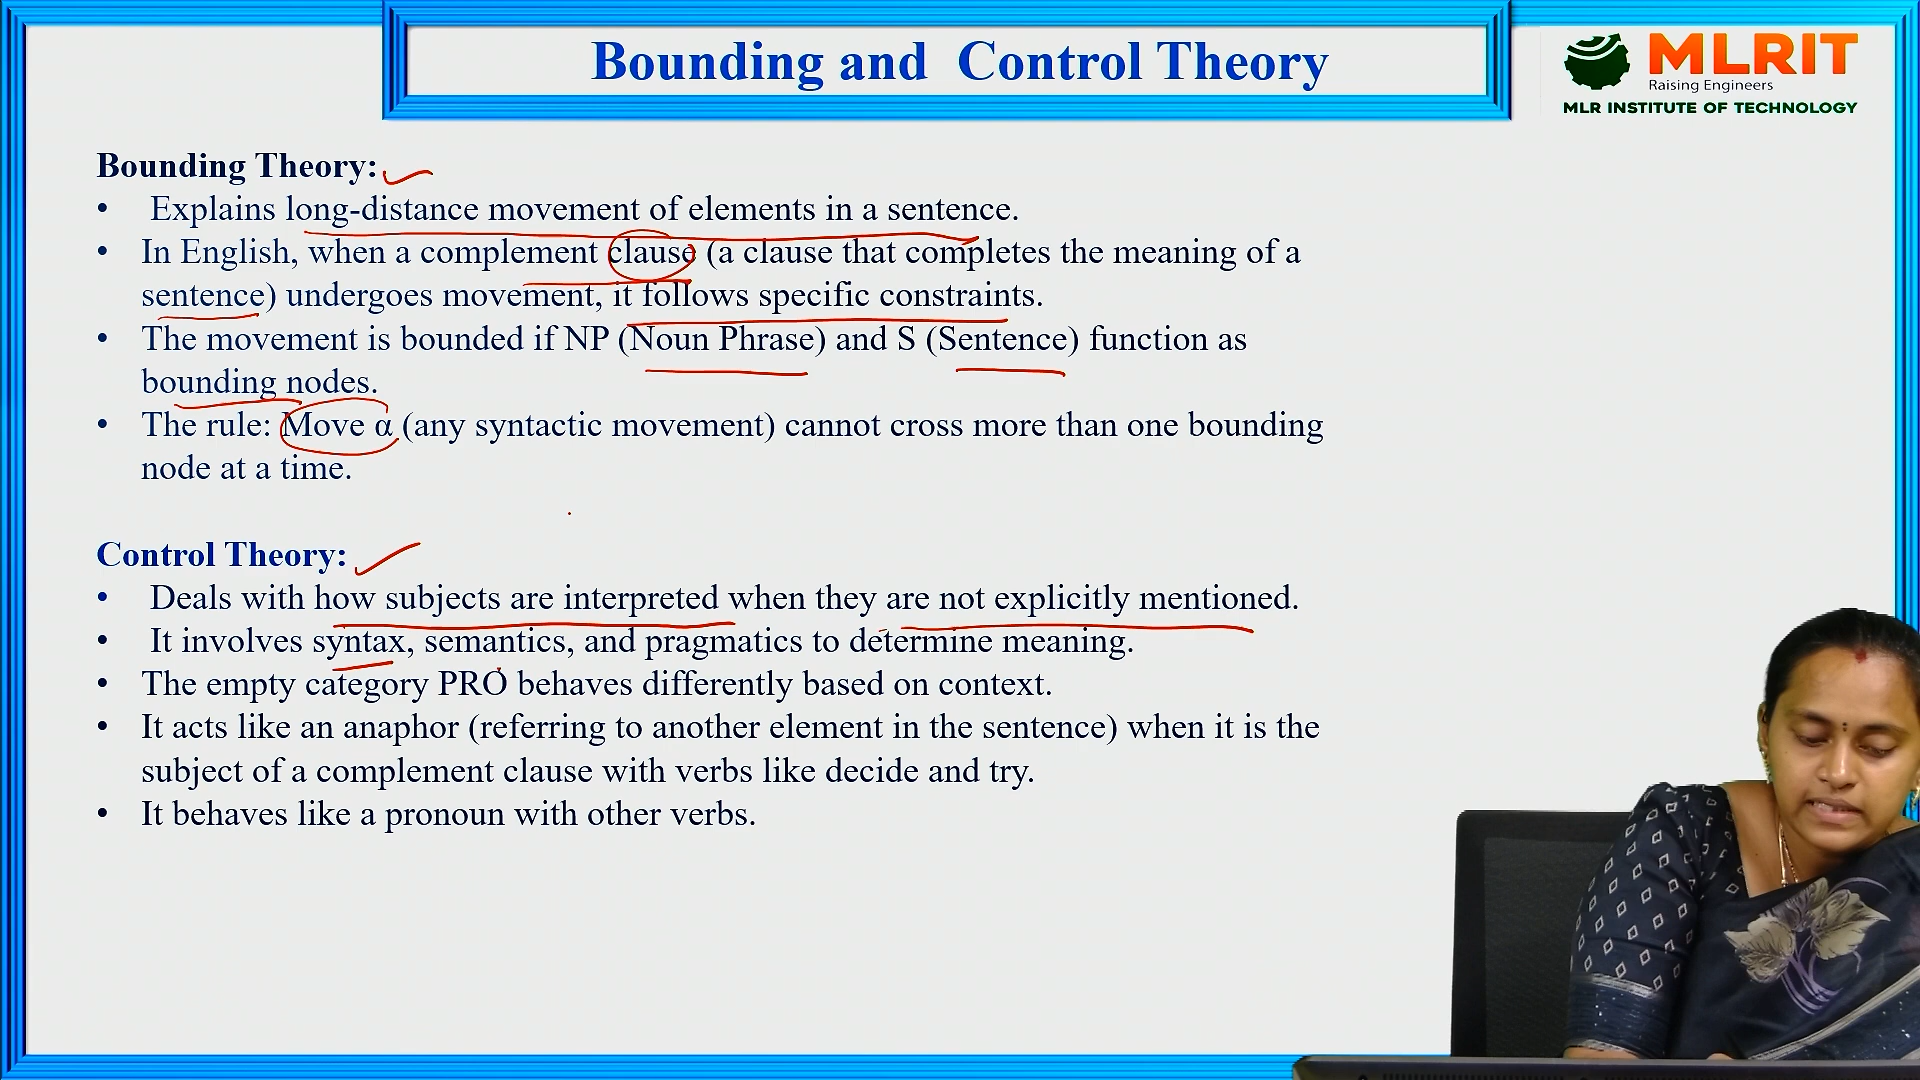 Bounding and Control Theory
MLRIT
Raising Engineers
MLR INSTITUTE OF TECHNOLOGY
Bounding Theory:
• Explains long-distance movement of elements in a sentence.
• In English, when a complement clause (a clause that completes the meaning of a
sentence) undergoes movement, it follows specific constraints.
• The movement is bounded if NP (Noun Phrase) and S (Sentence) function as
bounding nodes.
• The rule: Move α (any syntactic movement) cannot cross more than one bounding
node at a time.
Control Theory:
• Deals with how subjects are interpreted when they are not explicitly mentioned.
• It involves syntax, semantics, and pragmatics to determine meaning.
• The empty category PRO behaves differently based on context.
• It acts like an anaphor (referring to another element in the sentence) when it is the
subject of a complement clause with verbs like decide and try.
• It behaves like a pronoun with other verbs.